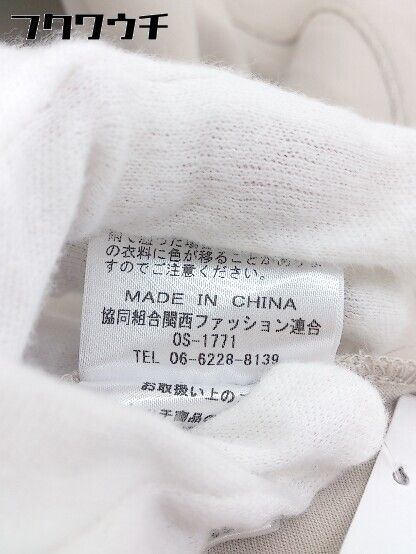 フクウウチ
の衣料に色が移ることがあ
すのでご注意ください。
MADE IN CHINA
協同組合関西ファッション連合
OS-1771
TEL 06-6228-8139
お取扱い上の